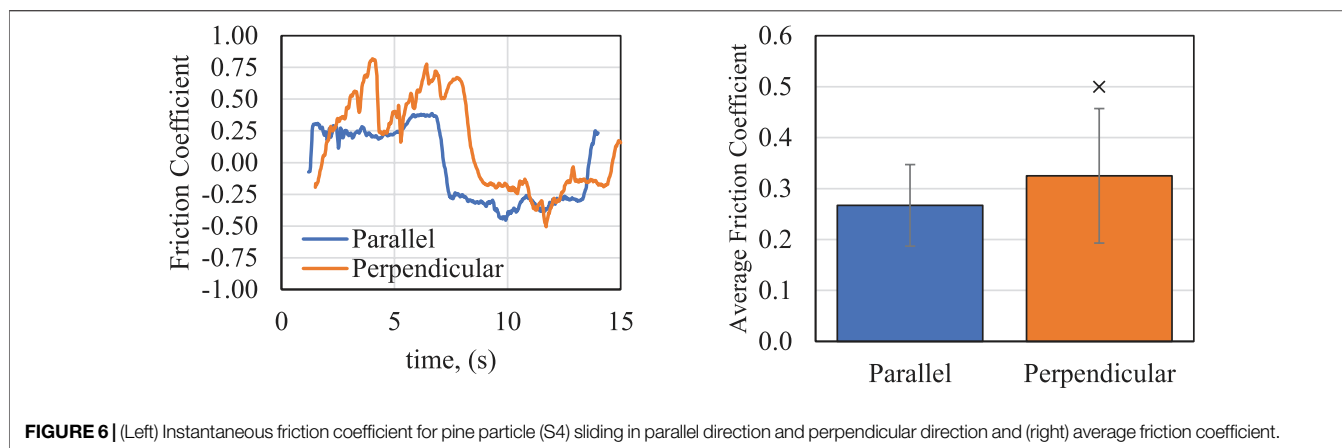 1.00
0.75
0.50
0.25
0.00
-0.25
-0.50
-0.75
-1.00
Friction Coefficient
Parallel
Perpendicular
0 5 10 15
time, (s)
0.6
0.5
0.4
0.3
0.2
0.1
0.0
Average Friction Coefficient
×
Parallel Perpendicular
FIGURE 6 | (Left) Instantaneous friction coefficient for pine particle (S4) sliding in parallel direction and perpendicular direction and (right) average friction coefficient.